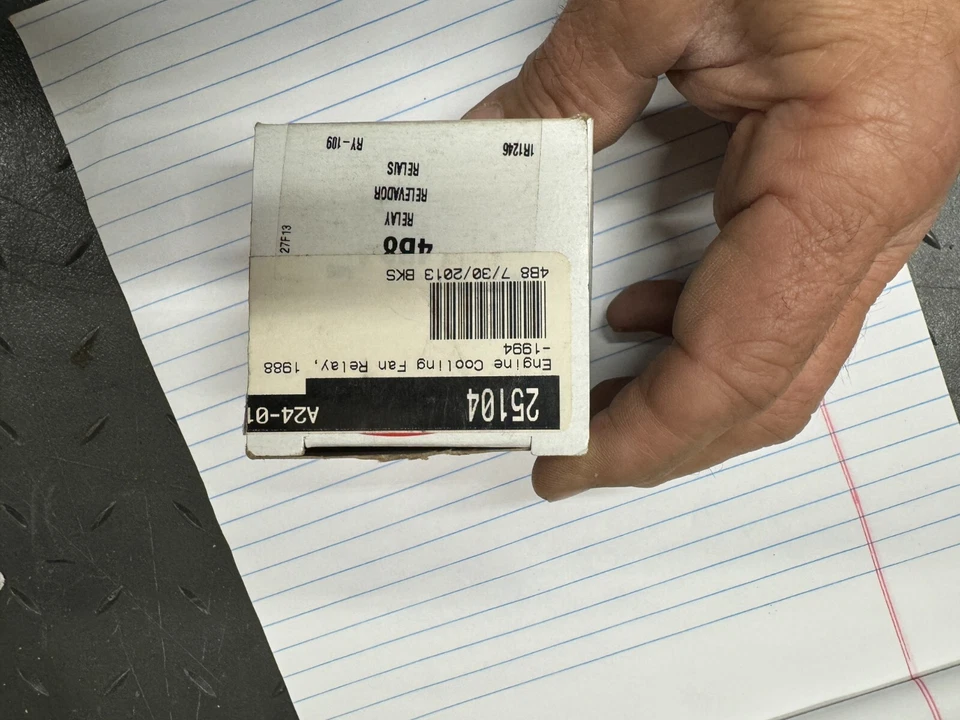 25104
A24-01
Engine Cooling Fan Relay, 1988
-1994
4B8 7/30/2013 BKS
4B8
RELAY
RELEVADOR
RELAIS
1R1246
RY-109
27F13